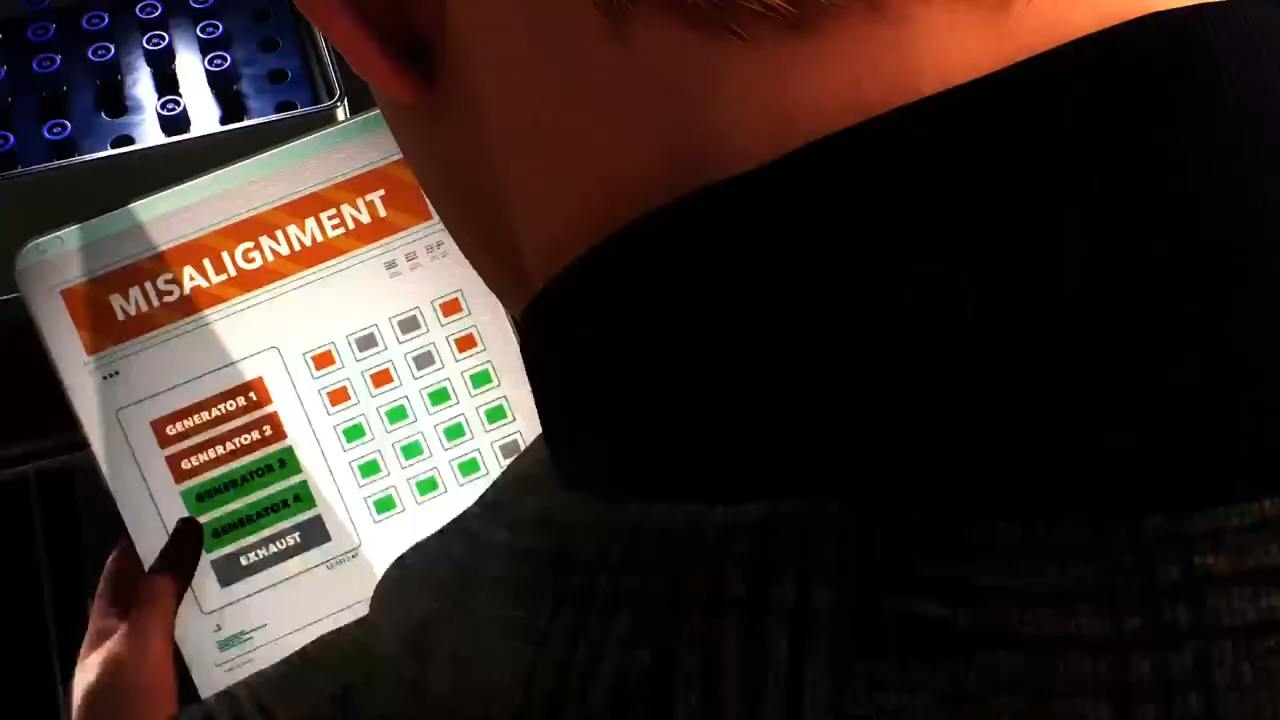 MISALIGNMENT
GENERATOR 1
GENERATOR 2
GENERATOR 3
GENERATOR 4
EXHAUST